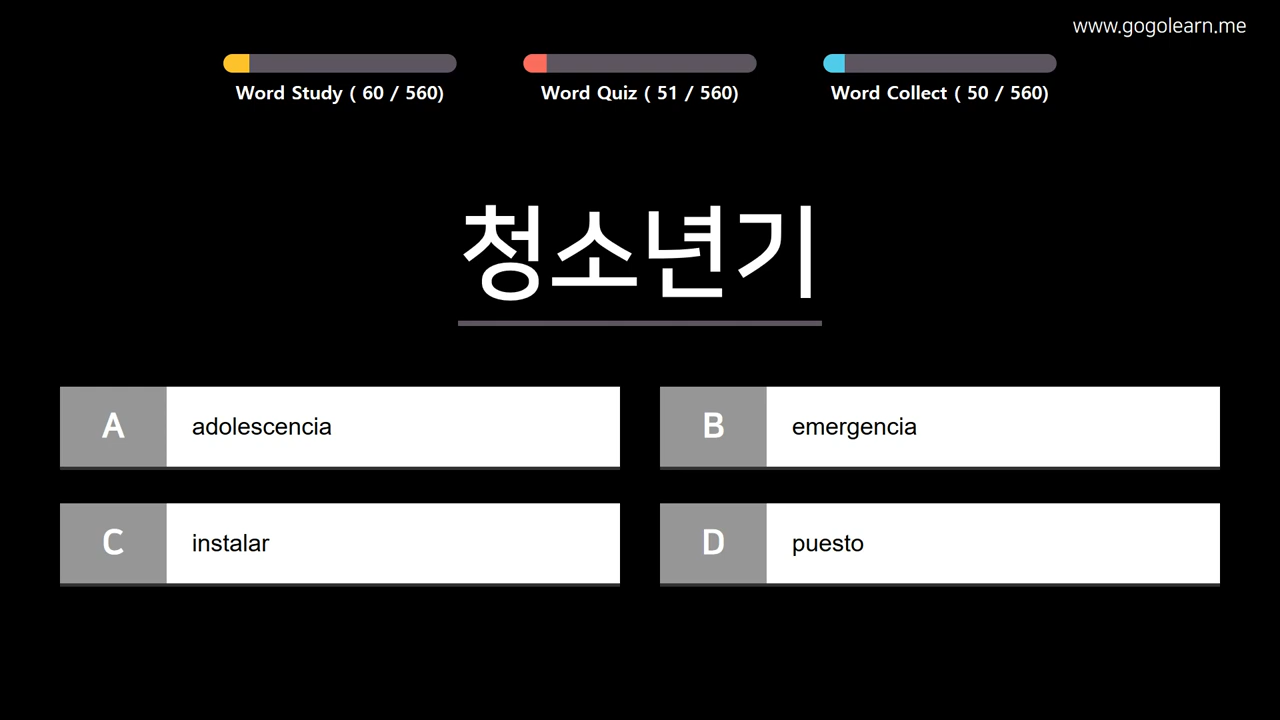 www.gogolearn.me
Word Study ( 60 / 560)
Word Quiz ( 51 / 560)
Word Collect ( 50 / 560)
청소년기
A adolescencia
B emergencia
C instalar
D puesto